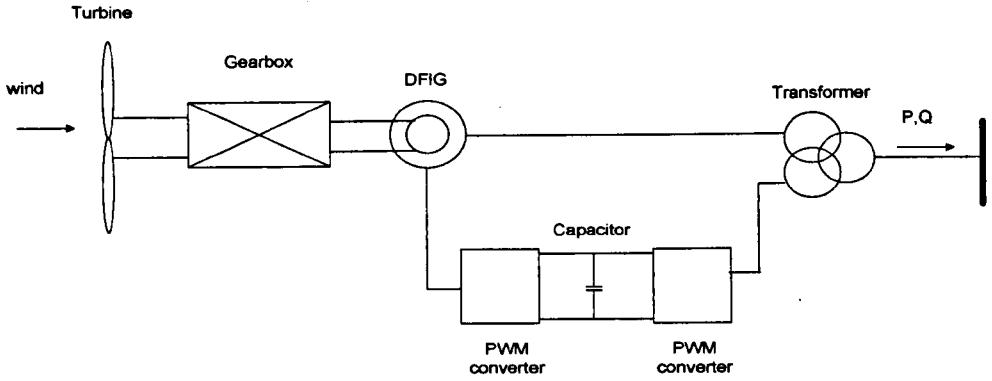 Turbine
Gearbox
DFIG
Transformer
wind
P,Q
Capacitor
PWM
converter
PWM
converter